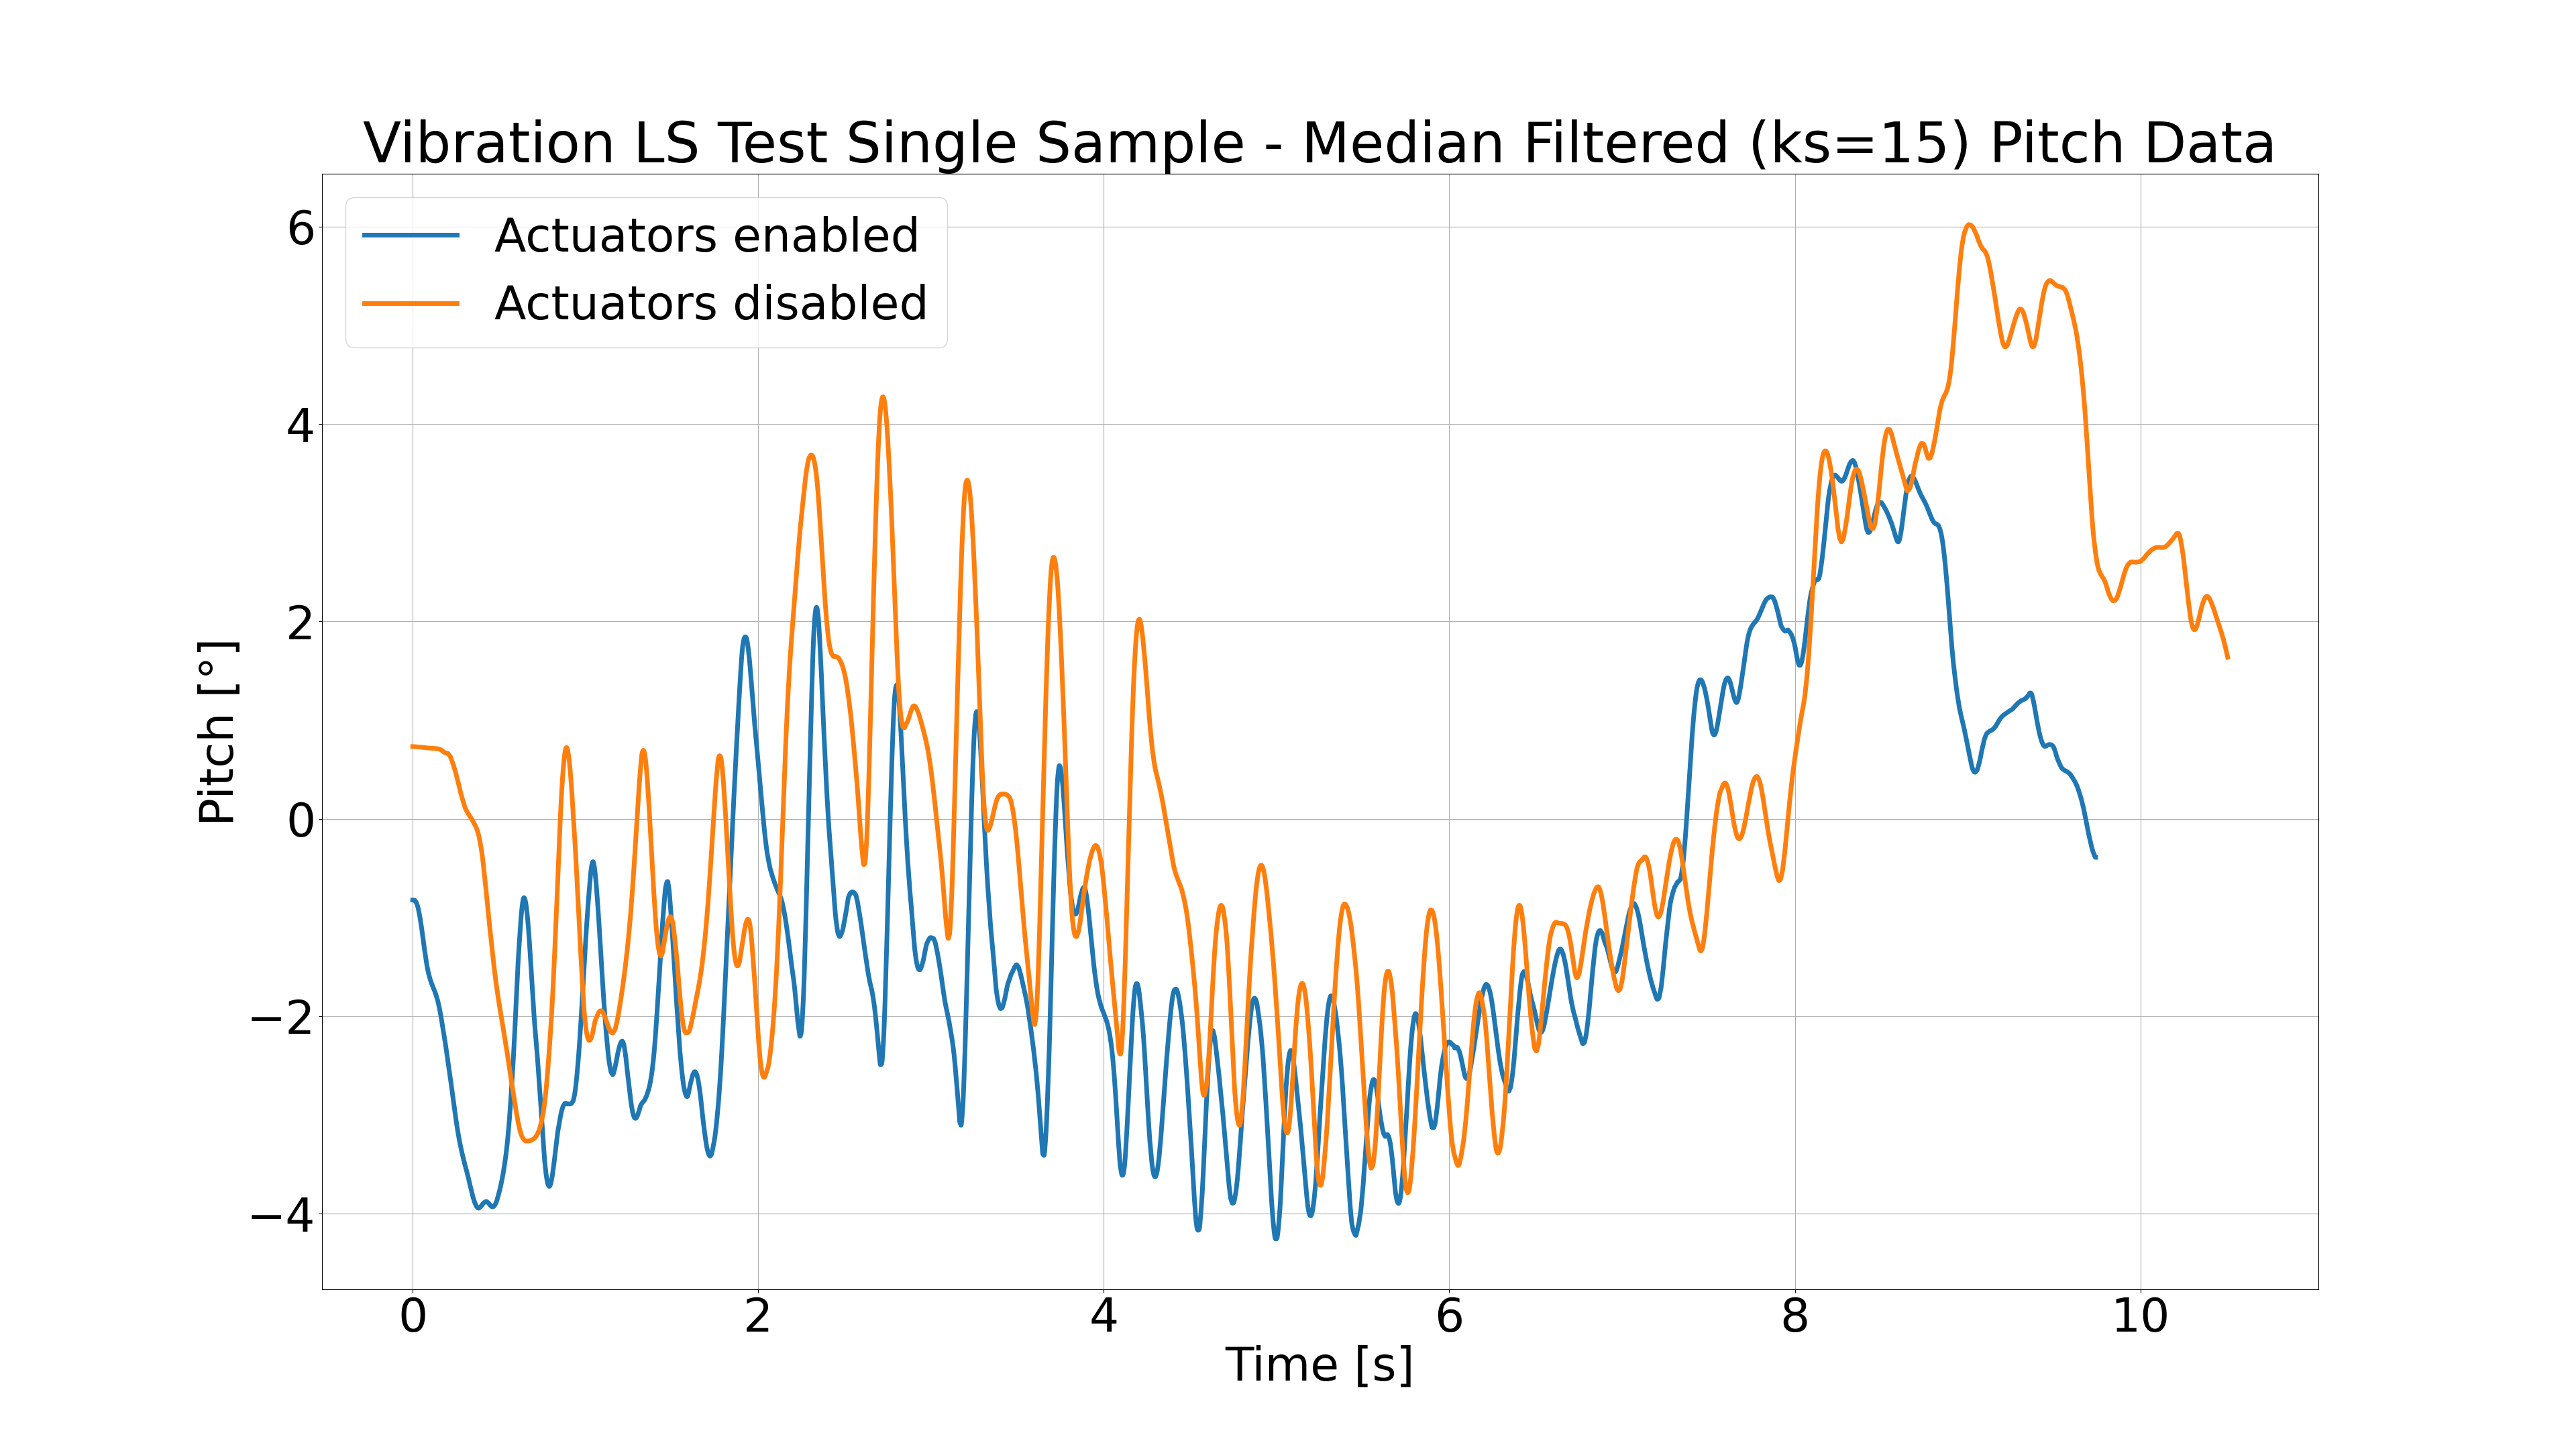 Vibration LS Test Single Sample - Median Filtered (ks=15) Pitch Data
Actuators enabled
Actuators disabled
Pitch [°]
6
4
2
0
−2
−4
0 2 4 6 8 10
Time [s]